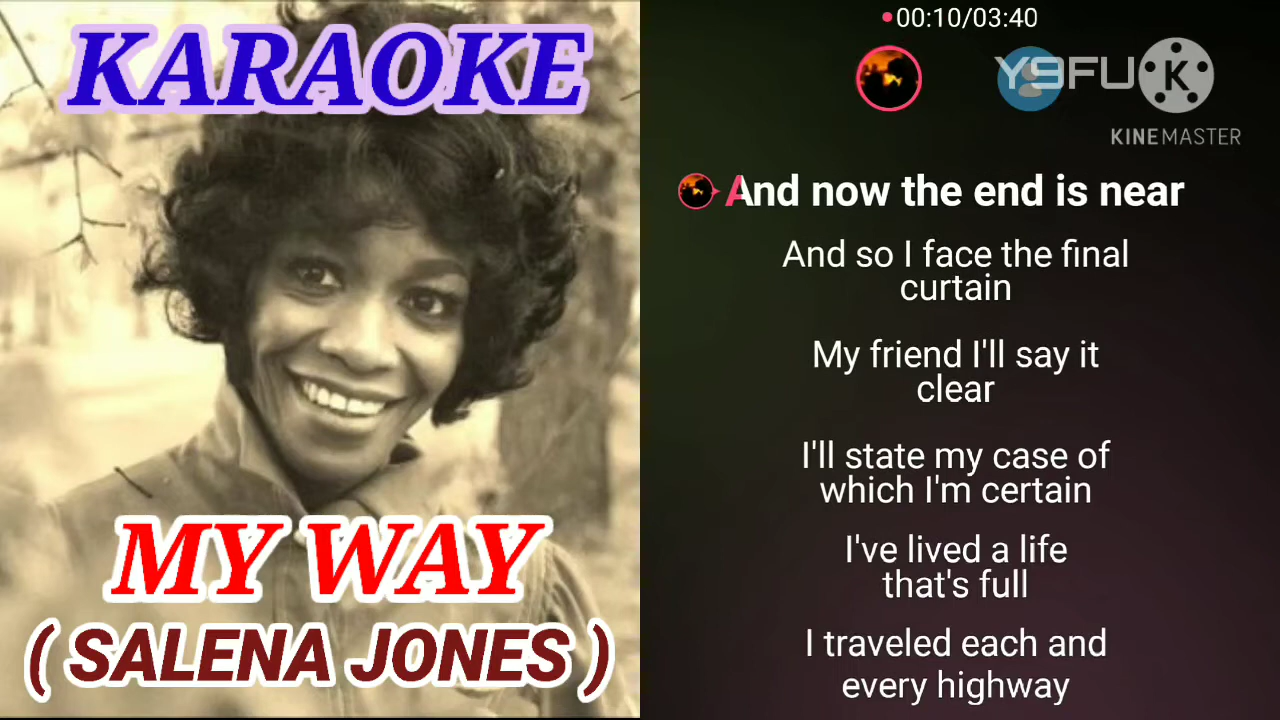 KARAOKE
MY WAY
( SALENA JONES )
00:10/03:40
Y9FU
K
KINEMASTER
And now the end is near
And so I face the final
curtain
My friend I'll say it
clear
I'll state my case of
which I'm certain
I've lived a life
that's full
I traveled each and
every highway